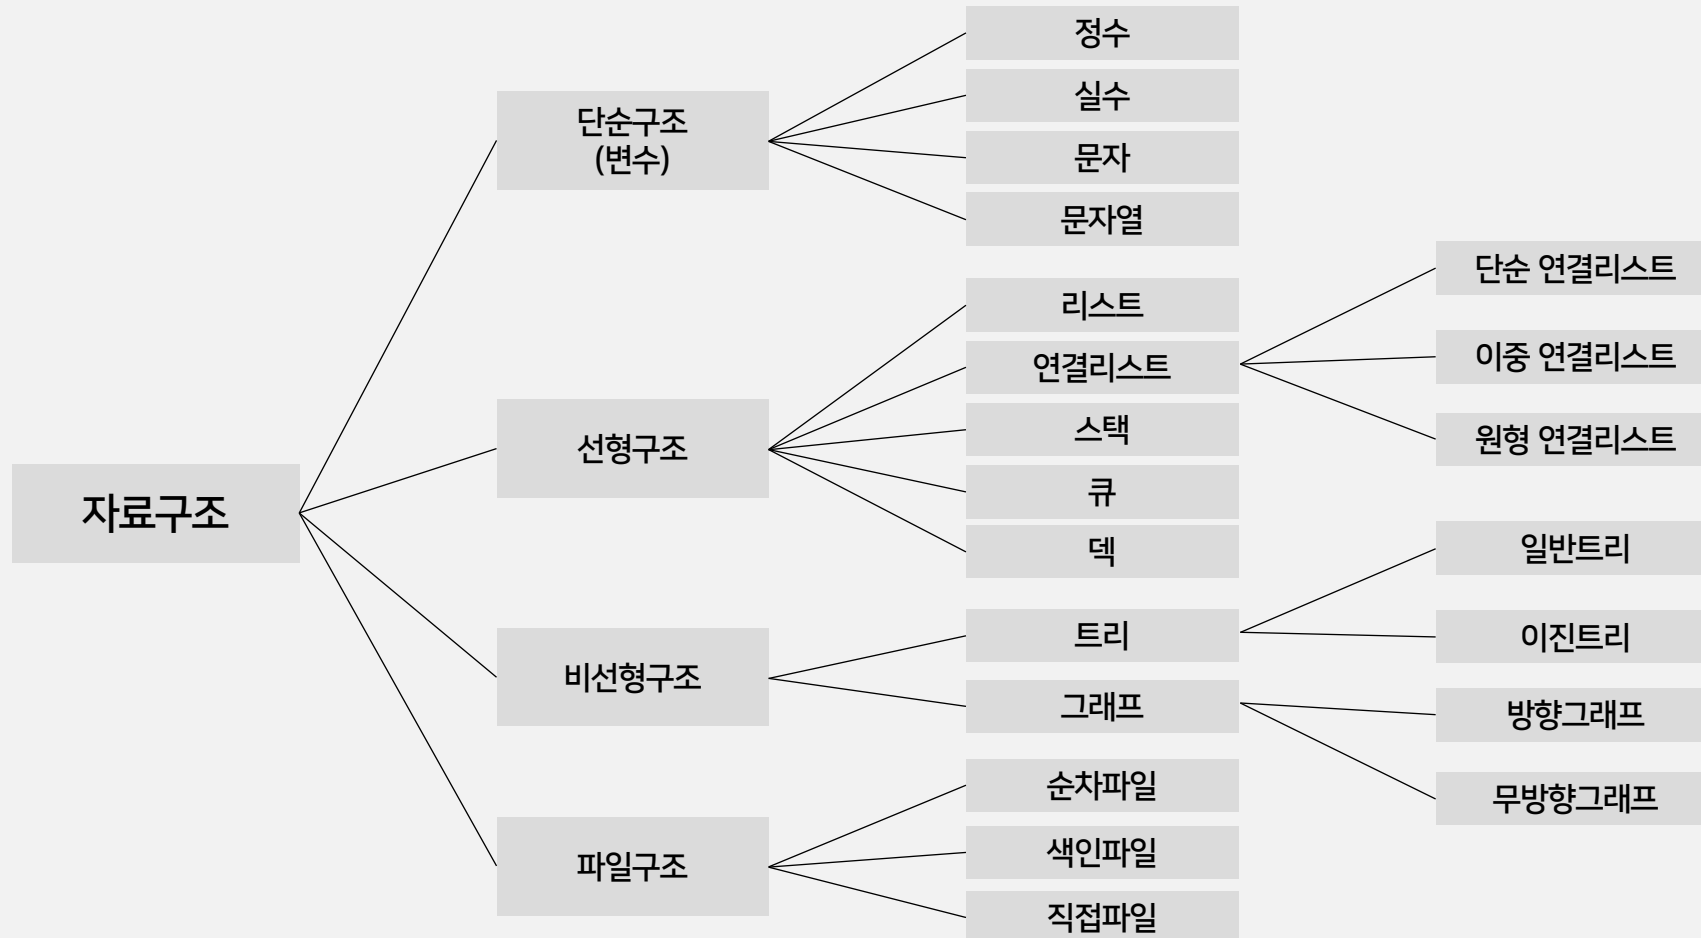 자료구조
단순구조
(변수)
정수
실수
문자
문자열
선형구조
리스트
연결리스트
단순 연결리스트
이중 연결리스트
원형 연결리스트
스택
큐
덱
비선형구조
트리
일반트리
이진트리
그래프
방향그래프
무방향그래프
파일구조
순차파일
색인파일
직접파일